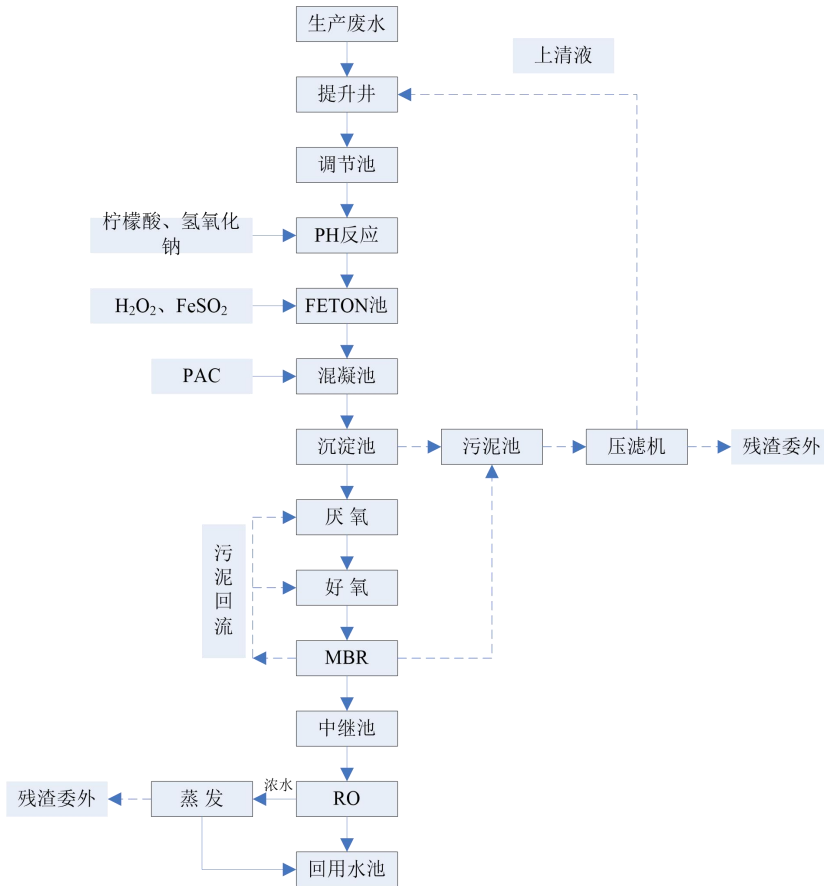 生产废水
上清液
提升井
调节池
柠檬酸、氢氧化
钠
PH反应
H₂O₂、FeSO₂
FETON池
PAC
混凝池
沉淀池
污泥池
压滤机
残渣委外
厌 氧
污
泥
回
流
好 氧
MBR
中继池
残渣委外
蒸 发
浓水
RO
回用水池